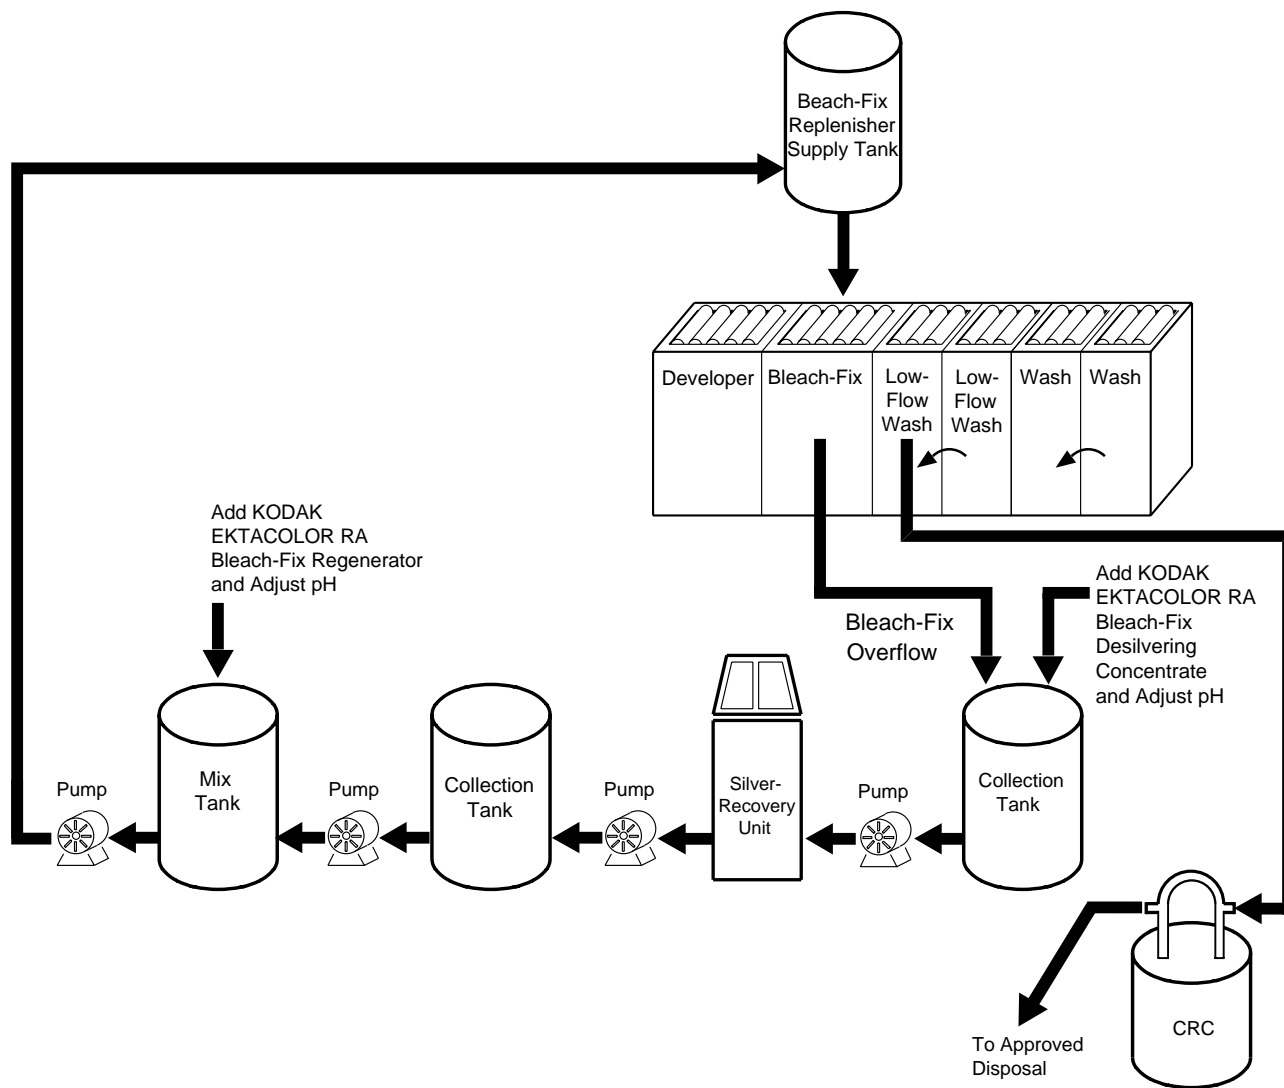 Beach-Fix
Replenisher
Supply Tank
Developer
Bleach-Fix
Low-
Flow
Wash
Low-
Flow
Wash
Wash
Wash
Add KODAK
EKTACOLOR RA
Bleach-Fix Regenerator
and Adjust pH
Bleach-Fix
Overflow
Add KODAK
EKTACOLOR RA
Bleach-Fix
Desilvering
Concentrate
and Adjust pH
Pump
Mix
Tank
Pump
Collection
Tank
Pump
Silver-
Recovery
Unit
Pump
Collection
Tank
To Approved
Disposal
CRC